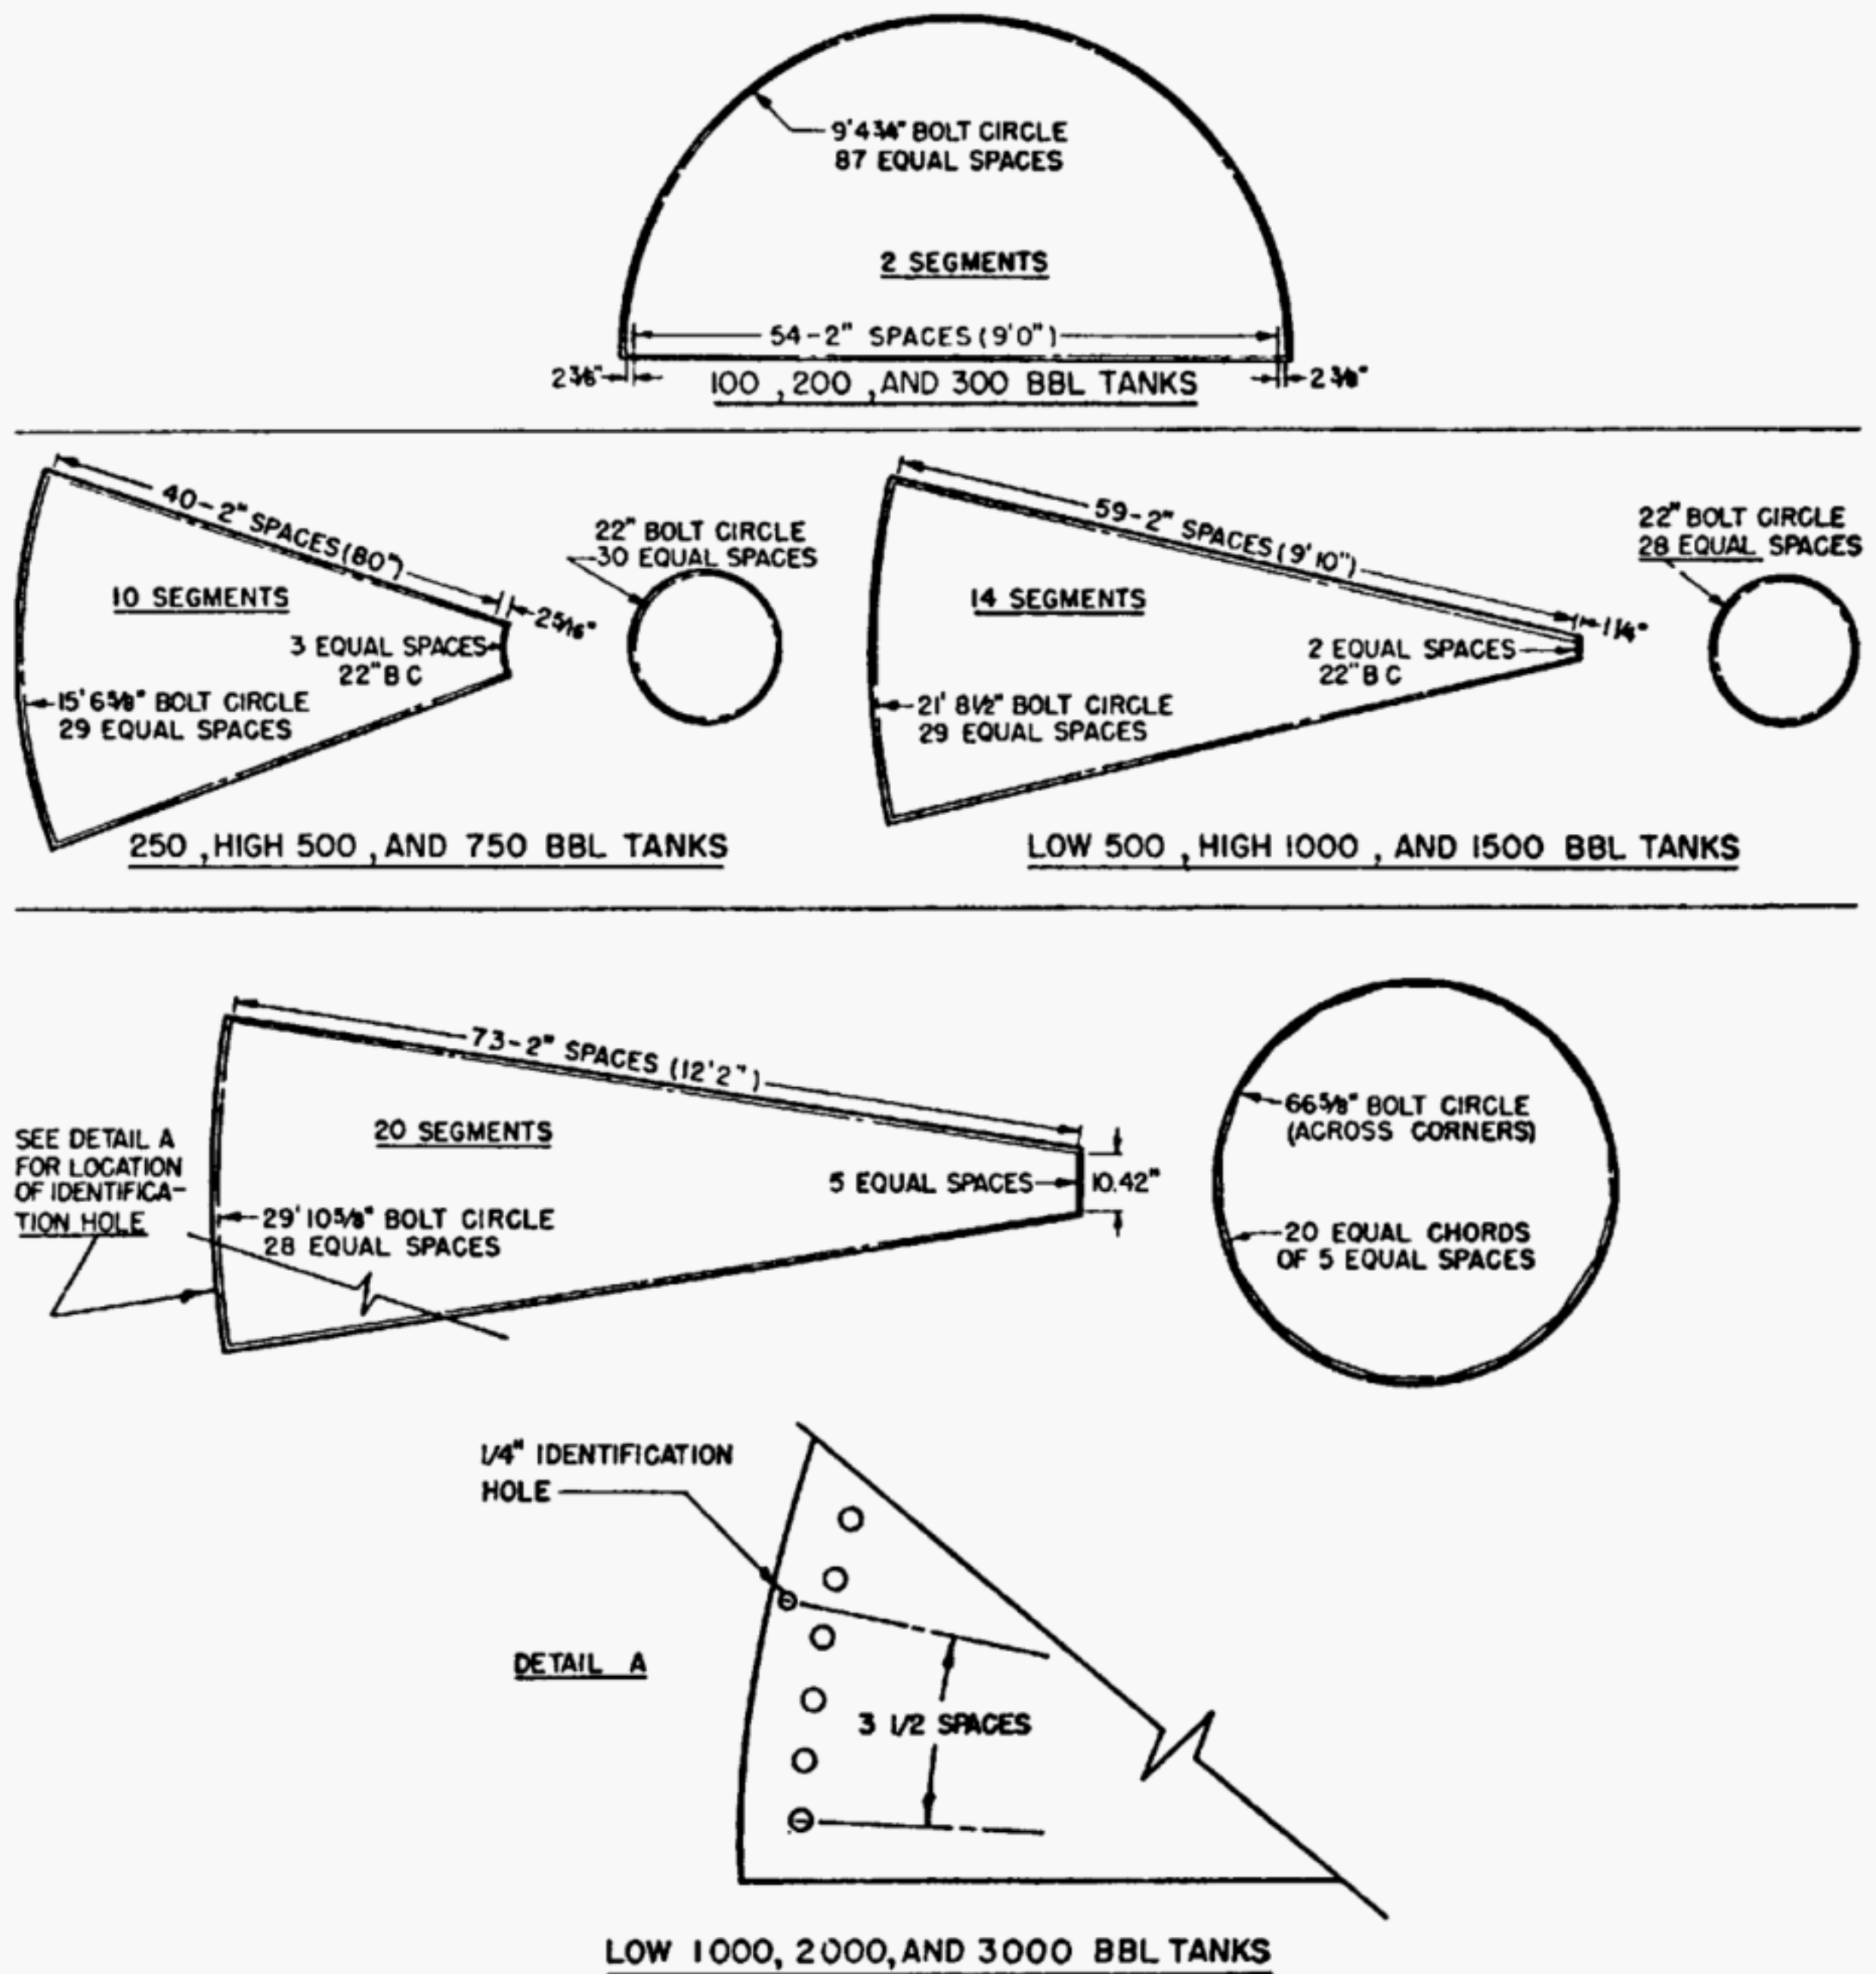 9'4¾" BOLT CIRCLE
87 EQUAL SPACES
2 SEGMENTS
54-2" SPACES (9'0")
2⅜"
2⅜"
100, 200, AND 300 BBL TANKS
40-2" SPACES (80")
2 5/16"
10 SEGMENTS
3 EQUAL SPACES
22" B C
15' 6⅝" BOLT CIRCLE
29 EQUAL SPACES
22" BOLT CIRCLE
30 EQUAL SPACES
250, HIGH 500, AND 750 BBL TANKS
59-2" SPACES (9'10")
1¼"
14 SEGMENTS
2 EQUAL SPACES
22" B C
21' 8½" BOLT CIRCLE
29 EQUAL SPACES
22" BOLT CIRCLE
28 EQUAL SPACES
LOW 500, HIGH 1000, AND 1500 BBL TANKS
73-2" SPACES (12'2")
20 SEGMENTS
5 EQUAL SPACES
10.42"
29' 10⅝" BOLT CIRCLE
28 EQUAL SPACES
SEE DETAIL A
FOR LOCATION
OF IDENTIFICA-
TION HOLE
66⅝" BOLT CIRCLE
(ACROSS CORNERS)
20 EQUAL CHORDS
OF 5 EQUAL SPACES
1/4" IDENTIFICATION
HOLE
DETAIL A
3 1/2 SPACES
LOW 1000, 2000, AND 3000 BBL TANKS